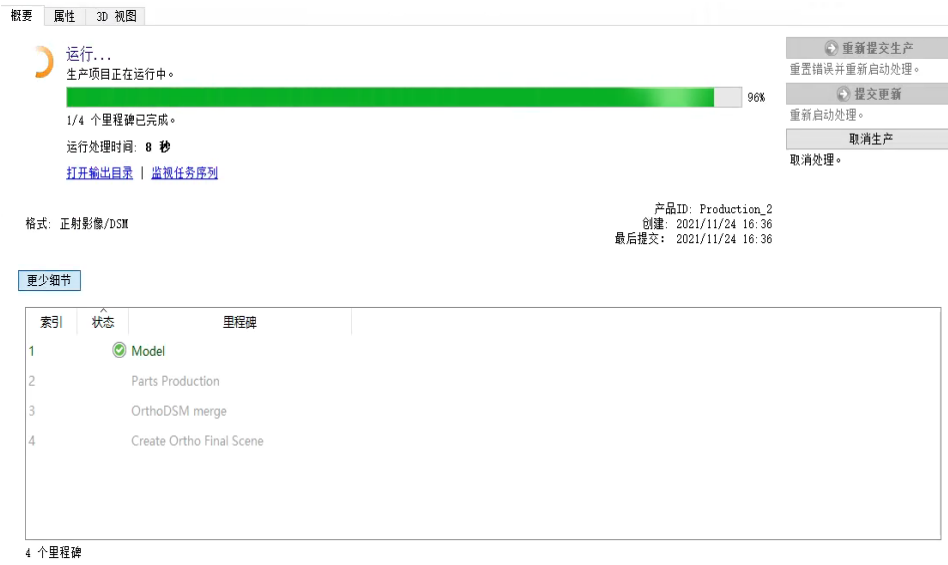 概要 属性 3D 视图
运行...
生产项目正在运行中。
96%
1/4 个里程碑已完成。
运行处理时间: 8 秒
打开输出目录 | 监视任务序列
重新提交生产
重置错误并重新启动处理。
提交更新
重新启动处理。
取消生产
取消处理。
格式: 正射影像/DSM
产品ID: Production_2
创建: 2021/11/24 16:36
最后提交: 2021/11/24 16:36
更少细节
索引 状态 里程碑
1 Model
2 Parts Production
3 OrthoDSM merge
4 Create Ortho Final Scene
4 个里程碑